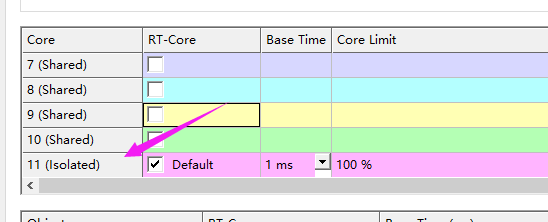 Core RT-Core Base Time Core Limit
7 (Shared)
8 (Shared)
9 (Shared)
10 (Shared)
11 (Isolated) Default 1 ms 100 %